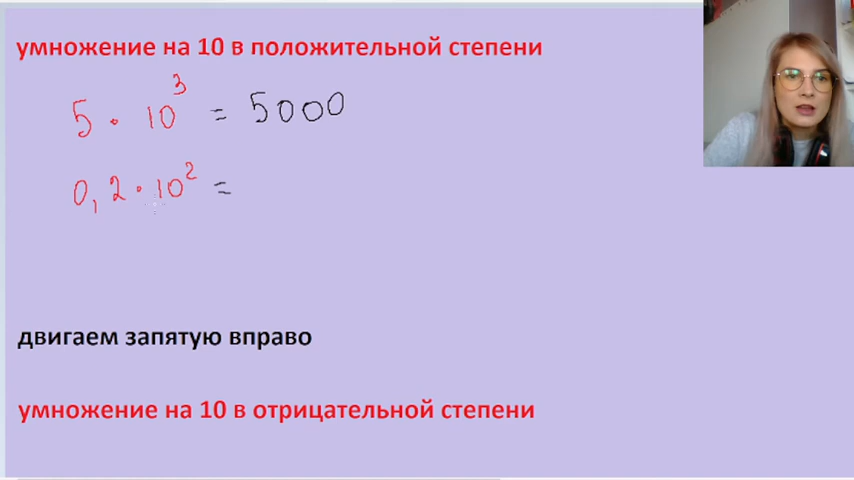 умножение на 10 в положительной степени
5 · 10³ = 5000
0,2 · 10² =
двигаем запятую вправо
умножение на 10 в отрицательной степени